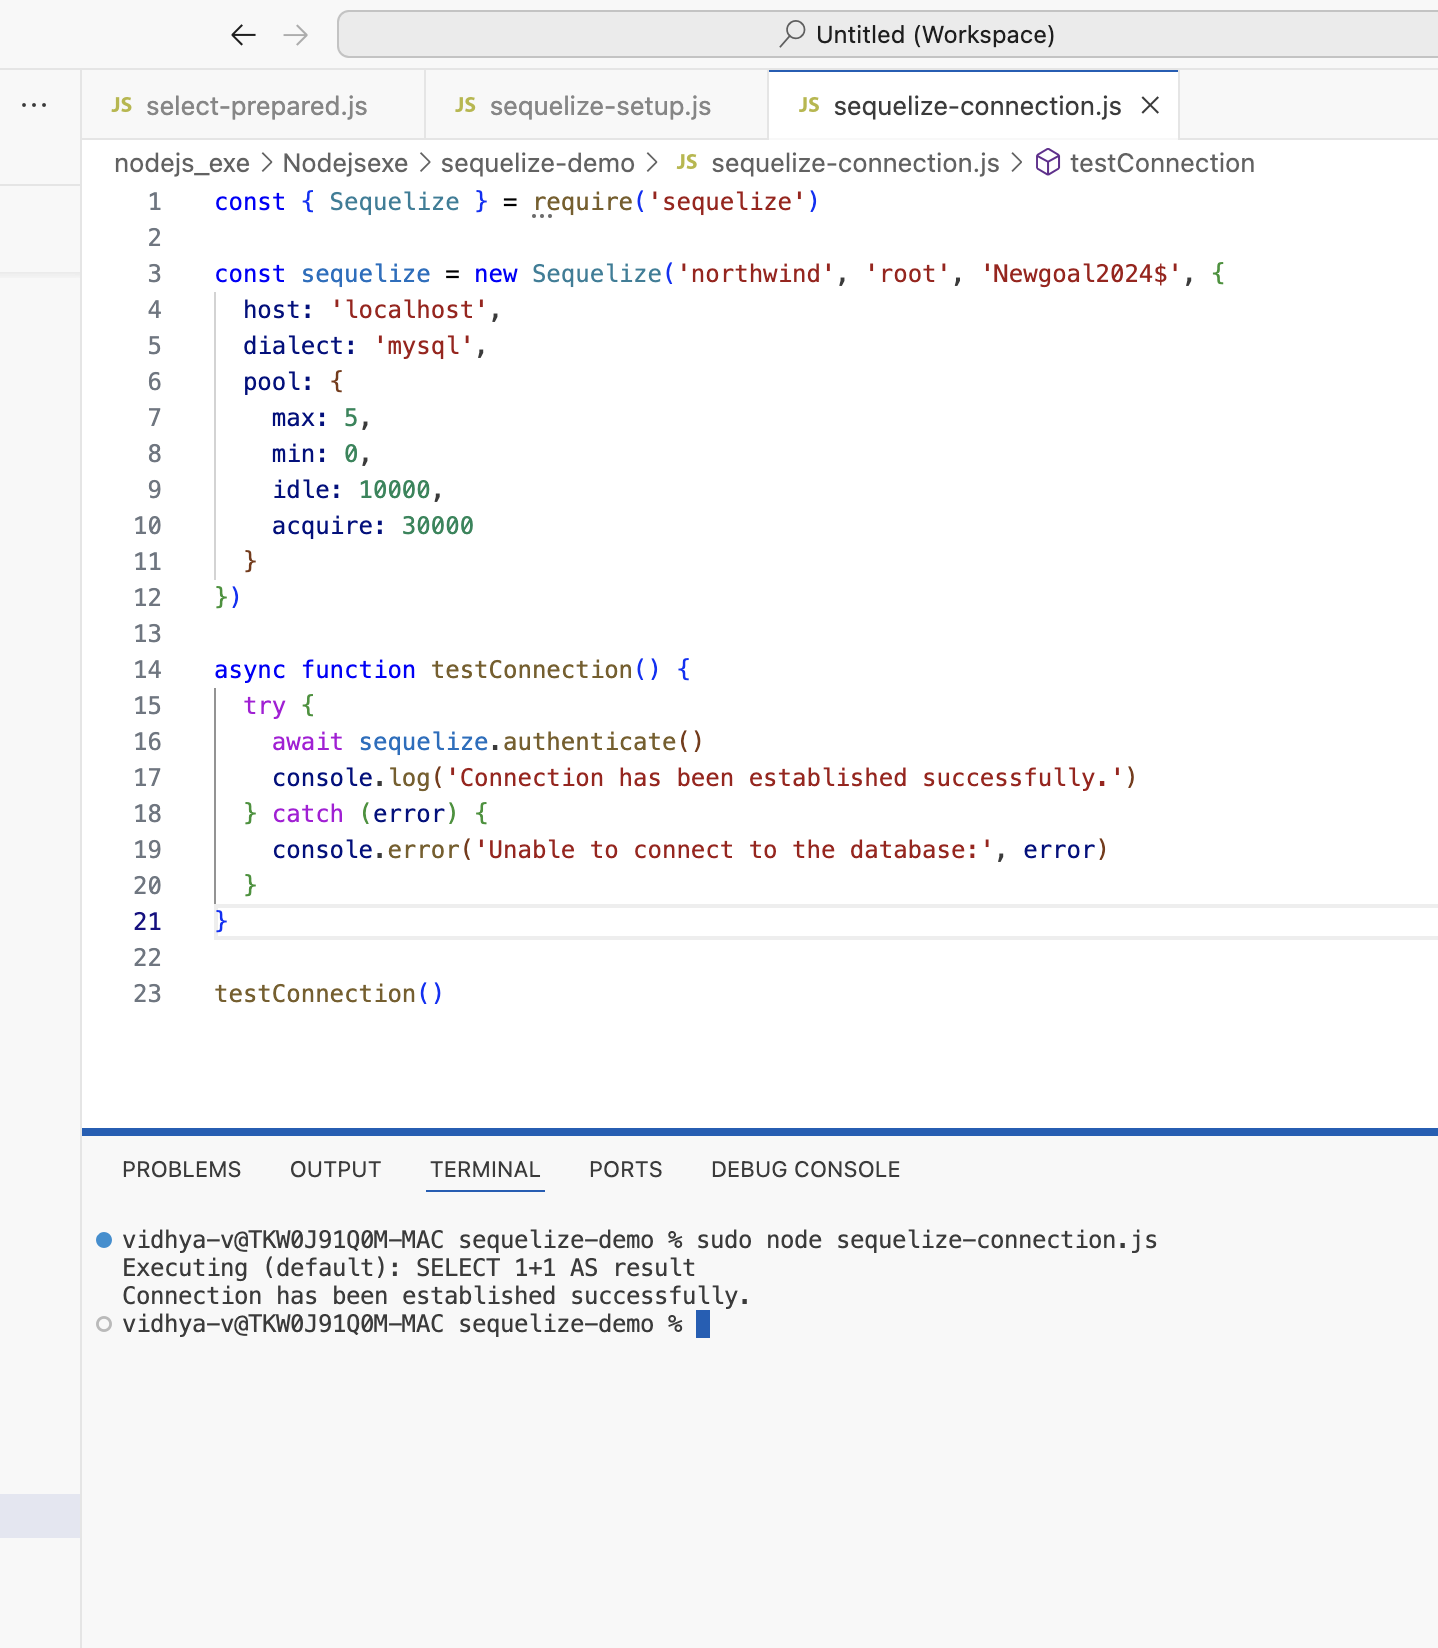 Untitled (Workspace)
... JS select-prepared.js JS sequelize-setup.js JS sequelize-connection.js
nodejs_exe > Nodejsexe > sequelize-demo > JS sequelize-connection.js > testConnection
1 const { Sequelize } = require('sequelize')
2
3 const sequelize = new Sequelize('northwind', 'root', 'Newgoal2024$', {
4   host: 'localhost',
5   dialect: 'mysql',
6   pool: {
7     max: 5,
8     min: 0,
9     idle: 10000,
10     acquire: 30000
11   }
12 })
13
14 async function testConnection() {
15   try {
16     await sequelize.authenticate()
17     console.log('Connection has been established successfully.')
18   } catch (error) {
19     console.error('Unable to connect to the database:', error)
20   }
21 }
22
23 testConnection()
PROBLEMS OUTPUT TERMINAL PORTS DEBUG CONSOLE
vidhya-v@TKW0J91Q0M-MAC sequelize-demo % sudo node sequelize-connection.js
Executing (default): SELECT 1+1 AS result
Connection has been established successfully.
vidhya-v@TKW0J91Q0M-MAC sequelize-demo %